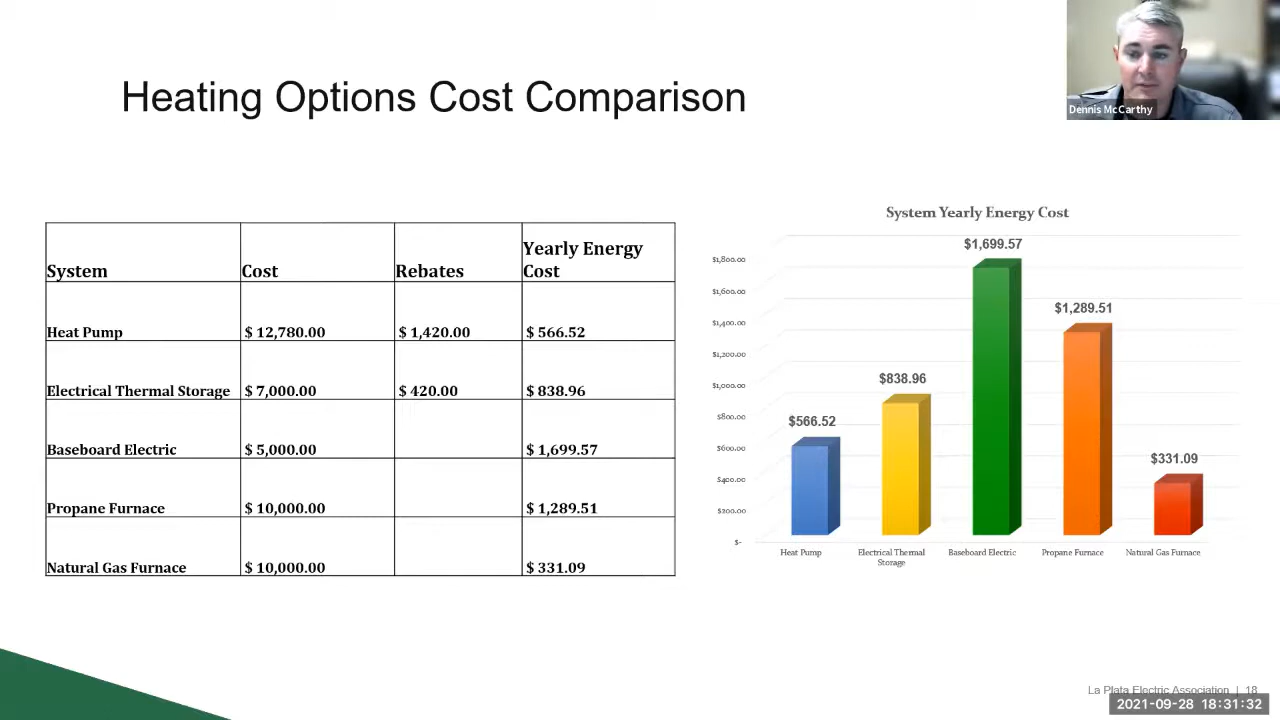 Dennis McCarthy
Heating Options Cost Comparison
System Cost Rebates Yearly Energy Cost
Heat Pump $ 12,780.00 $ 1,420.00 $ 566.52
Electrical Thermal Storage $ 7,000.00 $ 420.00 $ 838.96
Baseboard Electric $ 5,000.00 $ 1,699.57
Propane Furnace $ 10,000.00 $ 1,289.51
Natural Gas Furnace $ 10,000.00 $ 331.09
System Yearly Energy Cost
$1,800.00
$1,600.00
$1,400.00
$1,200.00
$1,000.00
$800.00
$600.00
$400.00
$200.00
$-
$566.52
$838.96
$1,699.57
$1,289.51
$331.09
Heat Pump
Electrical Thermal
Storage
Baseboard Electric
Propane Furnace
Natural Gas Furnace
La Plata Electric Association | 18
2021-09-28 18:31:32